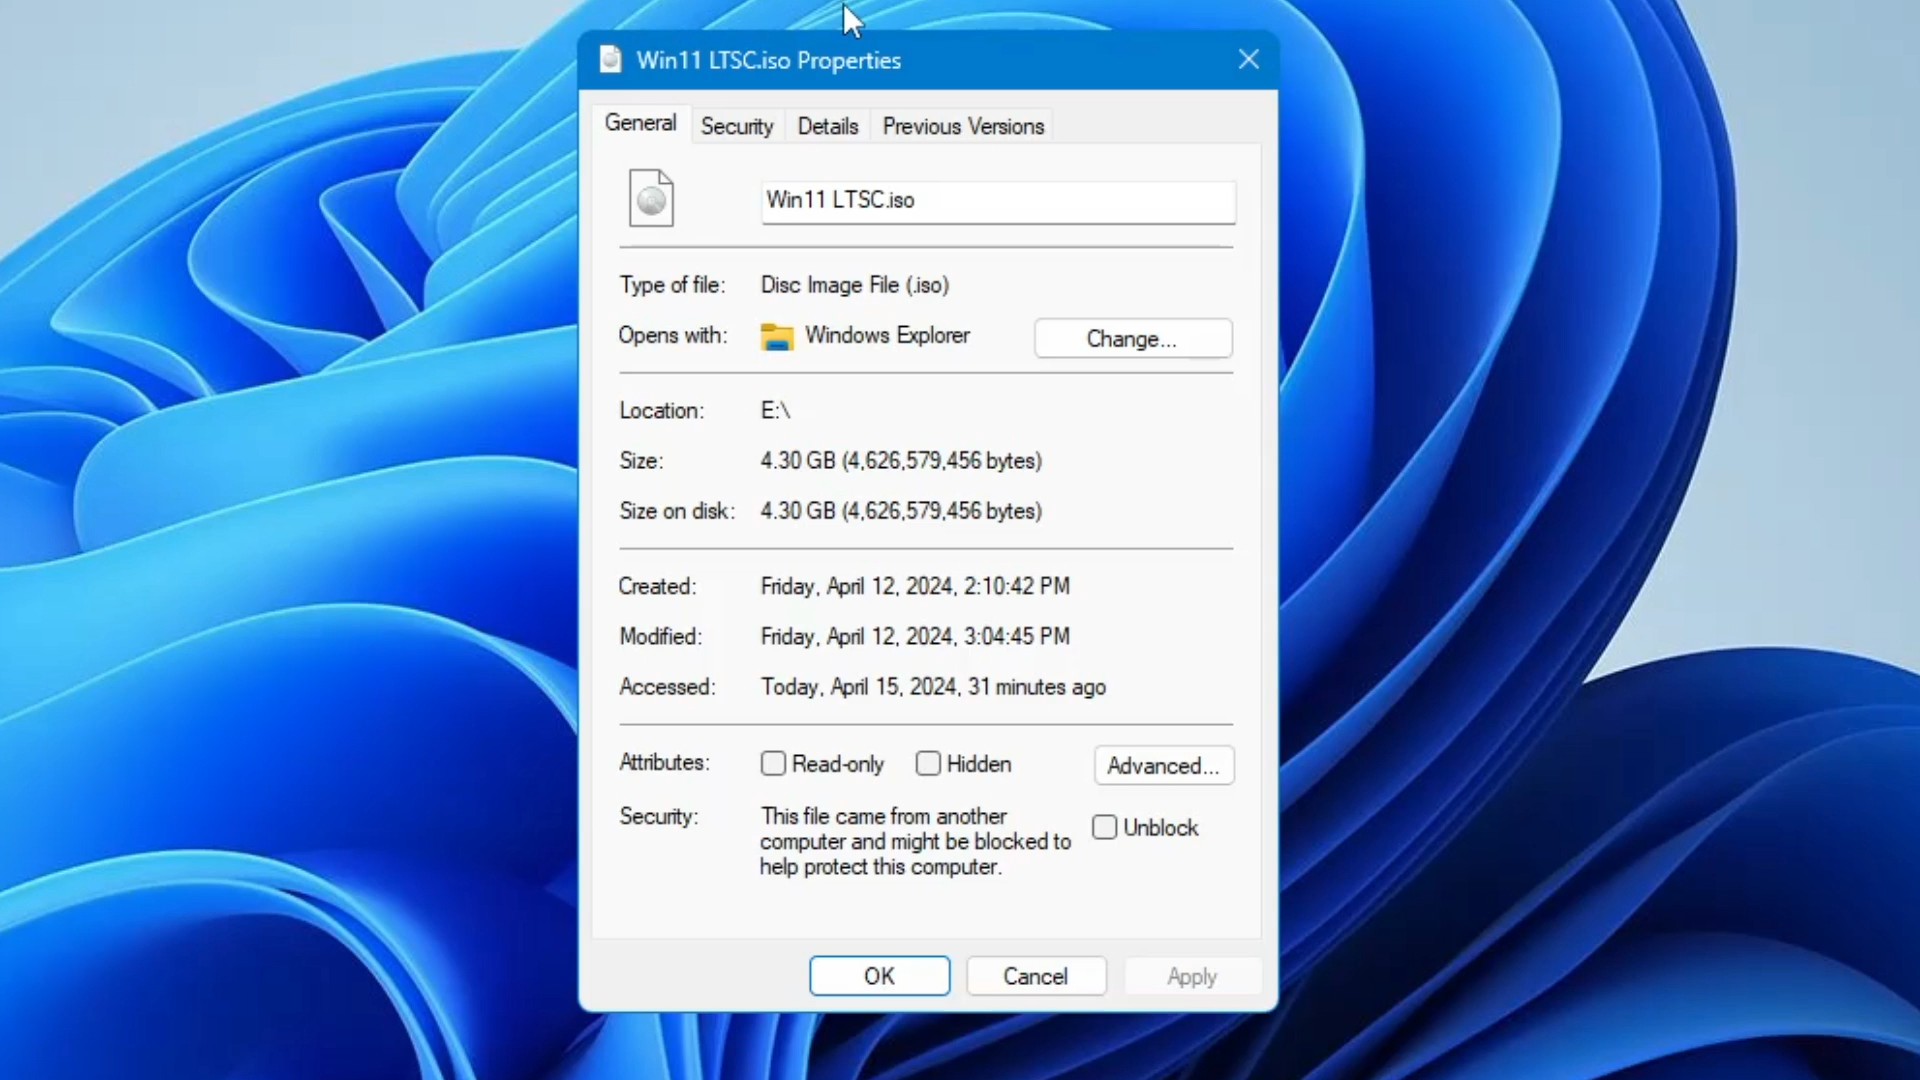 Win11 LTSC.iso Properties
General Security Details Previous Versions
Win11 LTSC.iso
Type of file: Disc Image File (.iso)
Opens with: Windows Explorer Change...
Location: E:\
Size: 4.30 GB (4,626,579,456 bytes)
Size on disk: 4.30 GB (4,626,579,456 bytes)
Created: Friday, April 12, 2024, 2:10:42 PM
Modified: Friday, April 12, 2024, 3:04:45 PM
Accessed: Today, April 15, 2024, 31 minutes ago
Attributes: Read-only Hidden Advanced...
Security: This file came from another
computer and might be blocked to
help protect this computer.
Unblock
OK Cancel Apply